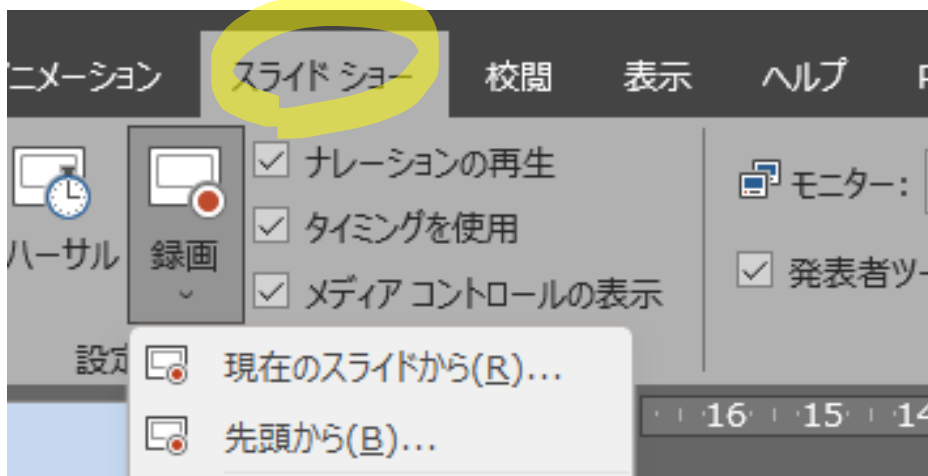 ニメーション スライド ショー 校閲 表示 ヘルプ
ナレーションの再生 モニター:
タイミングを使用
ハーサル 録画 メディア コントロールの表示 発表者ツー
設定
現在のスライドから(R)...
先頭から(B)...
16 15 14